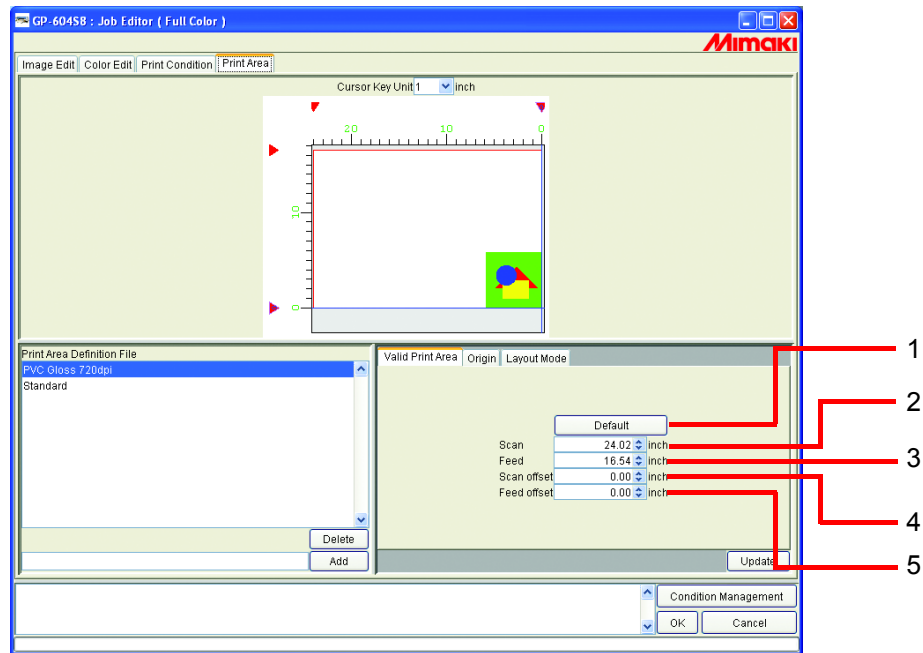 GP-604S8 : Job Editor ( Full Color )
Mimaki
Image Edit Color Edit Print Condition Print Area
Cursor Key Unit 1 inch
20 10 0
10
0
Print Area Definition File
PVC Gloss 720dpi
Standard
Delete
Add
Valid Print Area Origin Layout Mode
Default
Scan 24.02 inch
Feed 16.54 inch
Scan offset 0.00 inch
Feed offset 0.00 inch
Update
1
2
3
4
5
Condition Management
OK Cancel